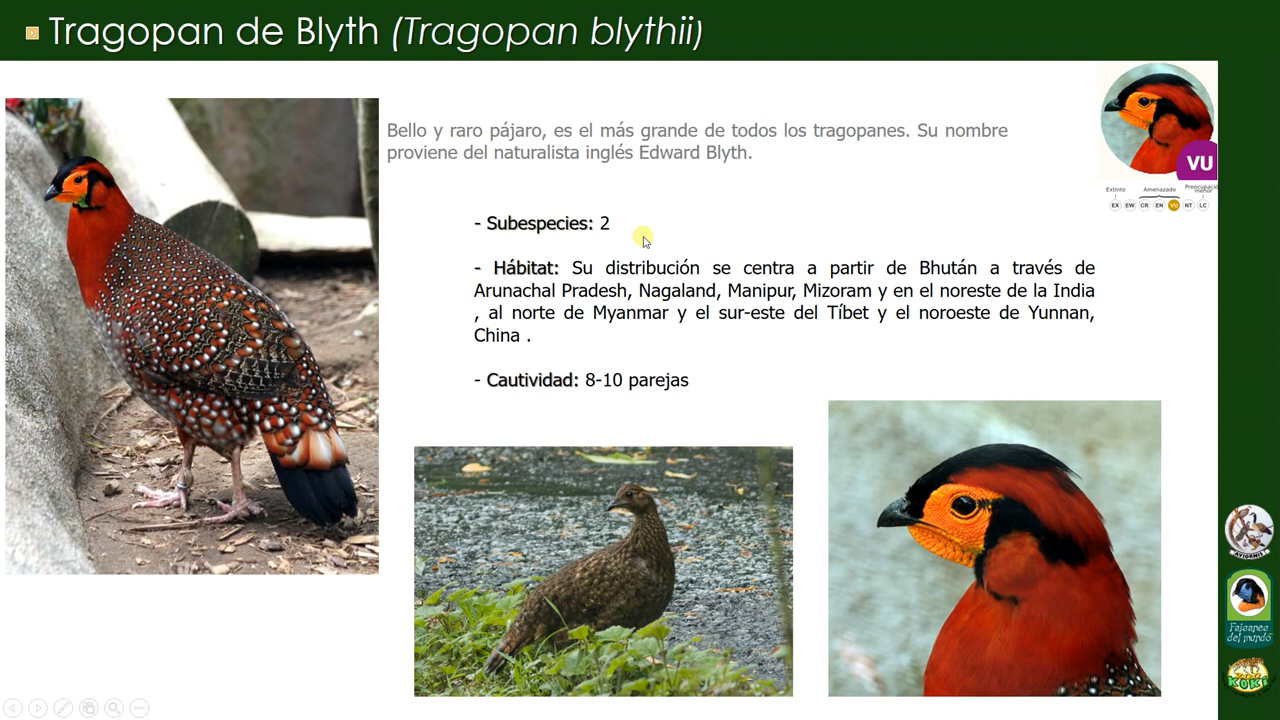 Tragopan de Blyth (Tragopan blythii)
Bello y raro pájaro, es el más grande de todos los tragopanes. Su nombre
proviene del naturalista inglés Edward Blyth.
VU
Extinto Amenazado Preocupación menor
EX EW CR EN VU NT LC
- Subespecies: 2
- Hábitat: Su distribución se centra a partir de Bhután a través de
Arunachal Pradesh, Nagaland, Manipur, Mizoram y en el noreste de la India
, al norte de Myanmar y el sur-este del Tíbet y el noroeste de Yunnan,
China .
- Cautividad: 8-10 parejas
AVIORNIS
Faisanes
del mundo
KOKI